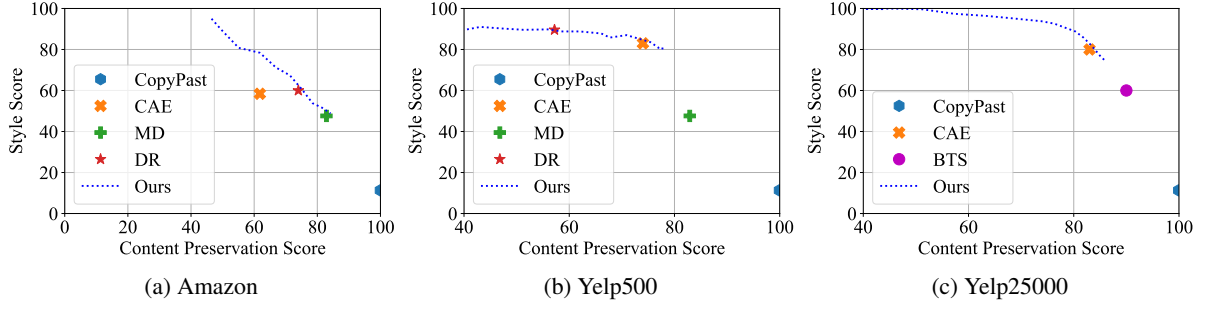 100
80
60
40
20
0
Style Score
CopyPast
CAE
MD
DR
Ours
0 20 40 60 80 100
Content Preservation Score
(a) Amazon
100
80
60
40
20
0
Style Score
CopyPast
CAE
MD
DR
Ours
40 60 80 100
Content Preservation Score
(b) Yelp500
100
80
60
40
20
0
Style Score
CopyPast
CAE
BTS
Ours
40 60 80 100
Content Preservation Score
(c) Yelp25000